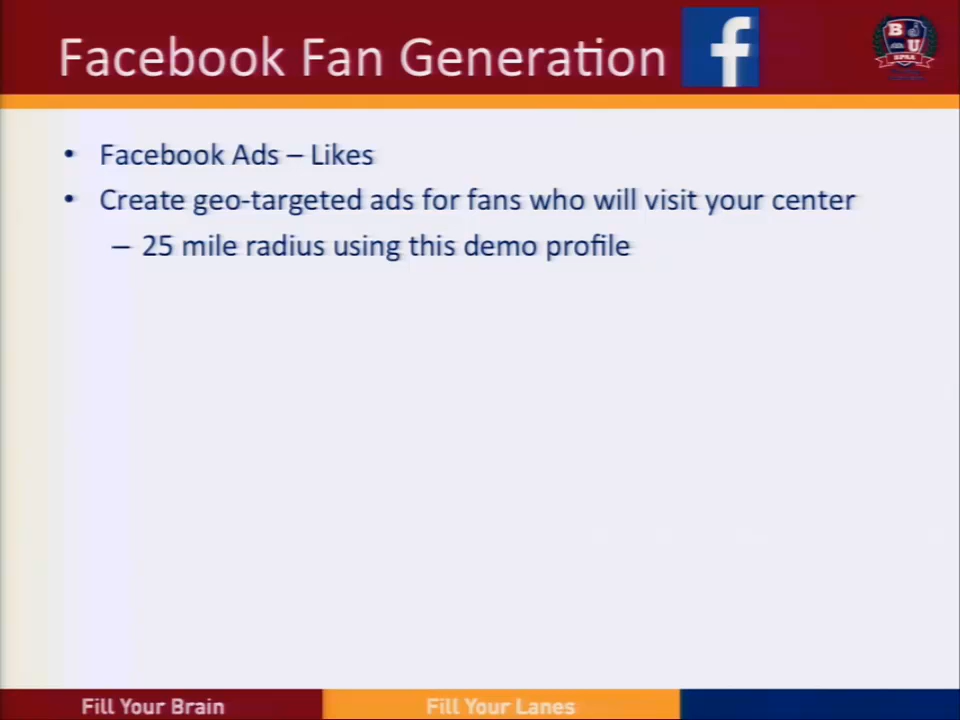 Facebook Fan Generation
• Facebook Ads – Likes
• Create geo-targeted ads for fans who will visit your center
– 25 mile radius using this demo profile
Fill Your Brain
Fill Your Lanes